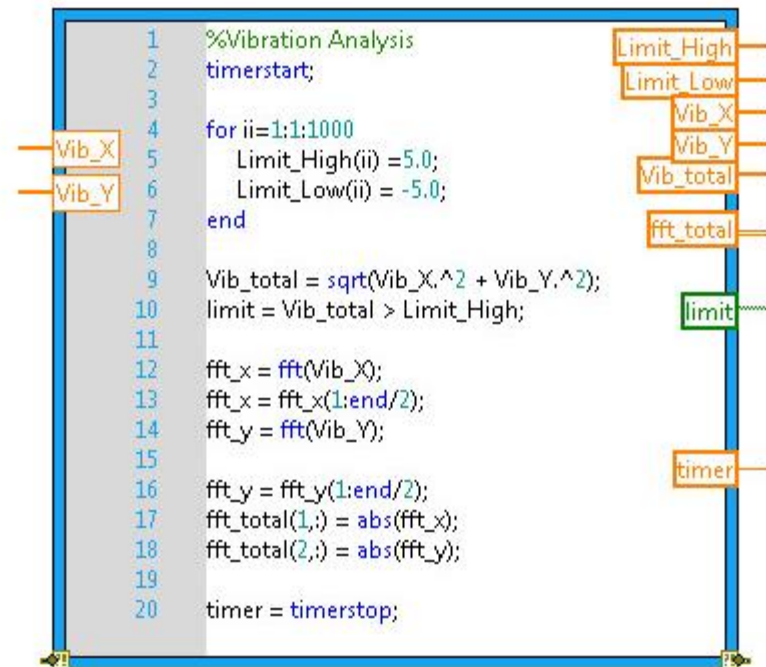 1 %Vibration Analysis
2 timerstart;
3
4 for ii=1:1:1000
5 Limit_High(ii) =5.0;
6 Limit_Low(ii) = -5.0;
7 end
8
9 Vib_total = sqrt(Vib_X.^2 + Vib_Y.^2);
10 limit = Vib_total > Limit_High;
11
12 fft_x = fft(Vib_X);
13 fft_x = fft_x(1:end/2);
14 fft_y = fft(Vib_Y);
15
16 fft_y = fft_y(1:end/2);
17 fft_total(1,:) = abs(fft_x);
18 fft_total(2,:) = abs(fft_y);
19
20 timer = timerstop;
Vib_X
Vib_Y
Limit_High
Limit_Low
Vib_X
Vib_Y
Vib_total
fft_total
limit
timer